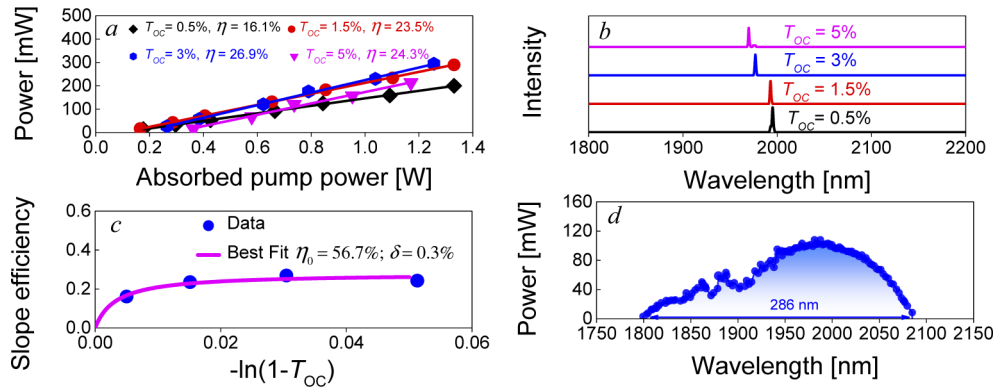 a
T_OC = 0.5%, η = 16.1%
T_OC = 1.5%, η = 23.5%
T_OC = 3%, η = 26.9%
T_OC = 5%, η = 24.3%
500
400
300
200
100
0
Power [mW]
0.0 0.2 0.4 0.6 0.8 1.0 1.2 1.4
Absorbed pump power [W]
b
T_OC = 5%
T_OC = 3%
T_OC = 1.5%
T_OC = 0.5%
Intensity
1800 1900 2000 2100 2200
Wavelength [nm]
c
Data
Best Fit η₀ = 56.7%; δ = 0.3%
0.6
0.4
0.2
0.0
Slope efficiency
0.00 0.02 0.04 0.06
-ln(1-T_OC)
d
160
120
80
40
0
Power [mW]
286 nm
1750 1800 1850 1900 1950 2000 2050 2100 2150
Wavelength [nm]